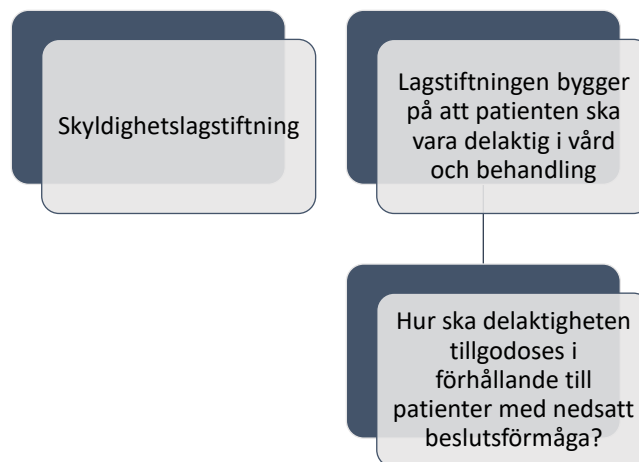 Skyldighetslagstiftning
Lagstiftningen bygger
på att patienten ska
vara delaktig i vård
och behandling
Hur ska delaktigheten
tillgodoses i
förhållande till
patienter med nedsatt
beslutsförmåga?